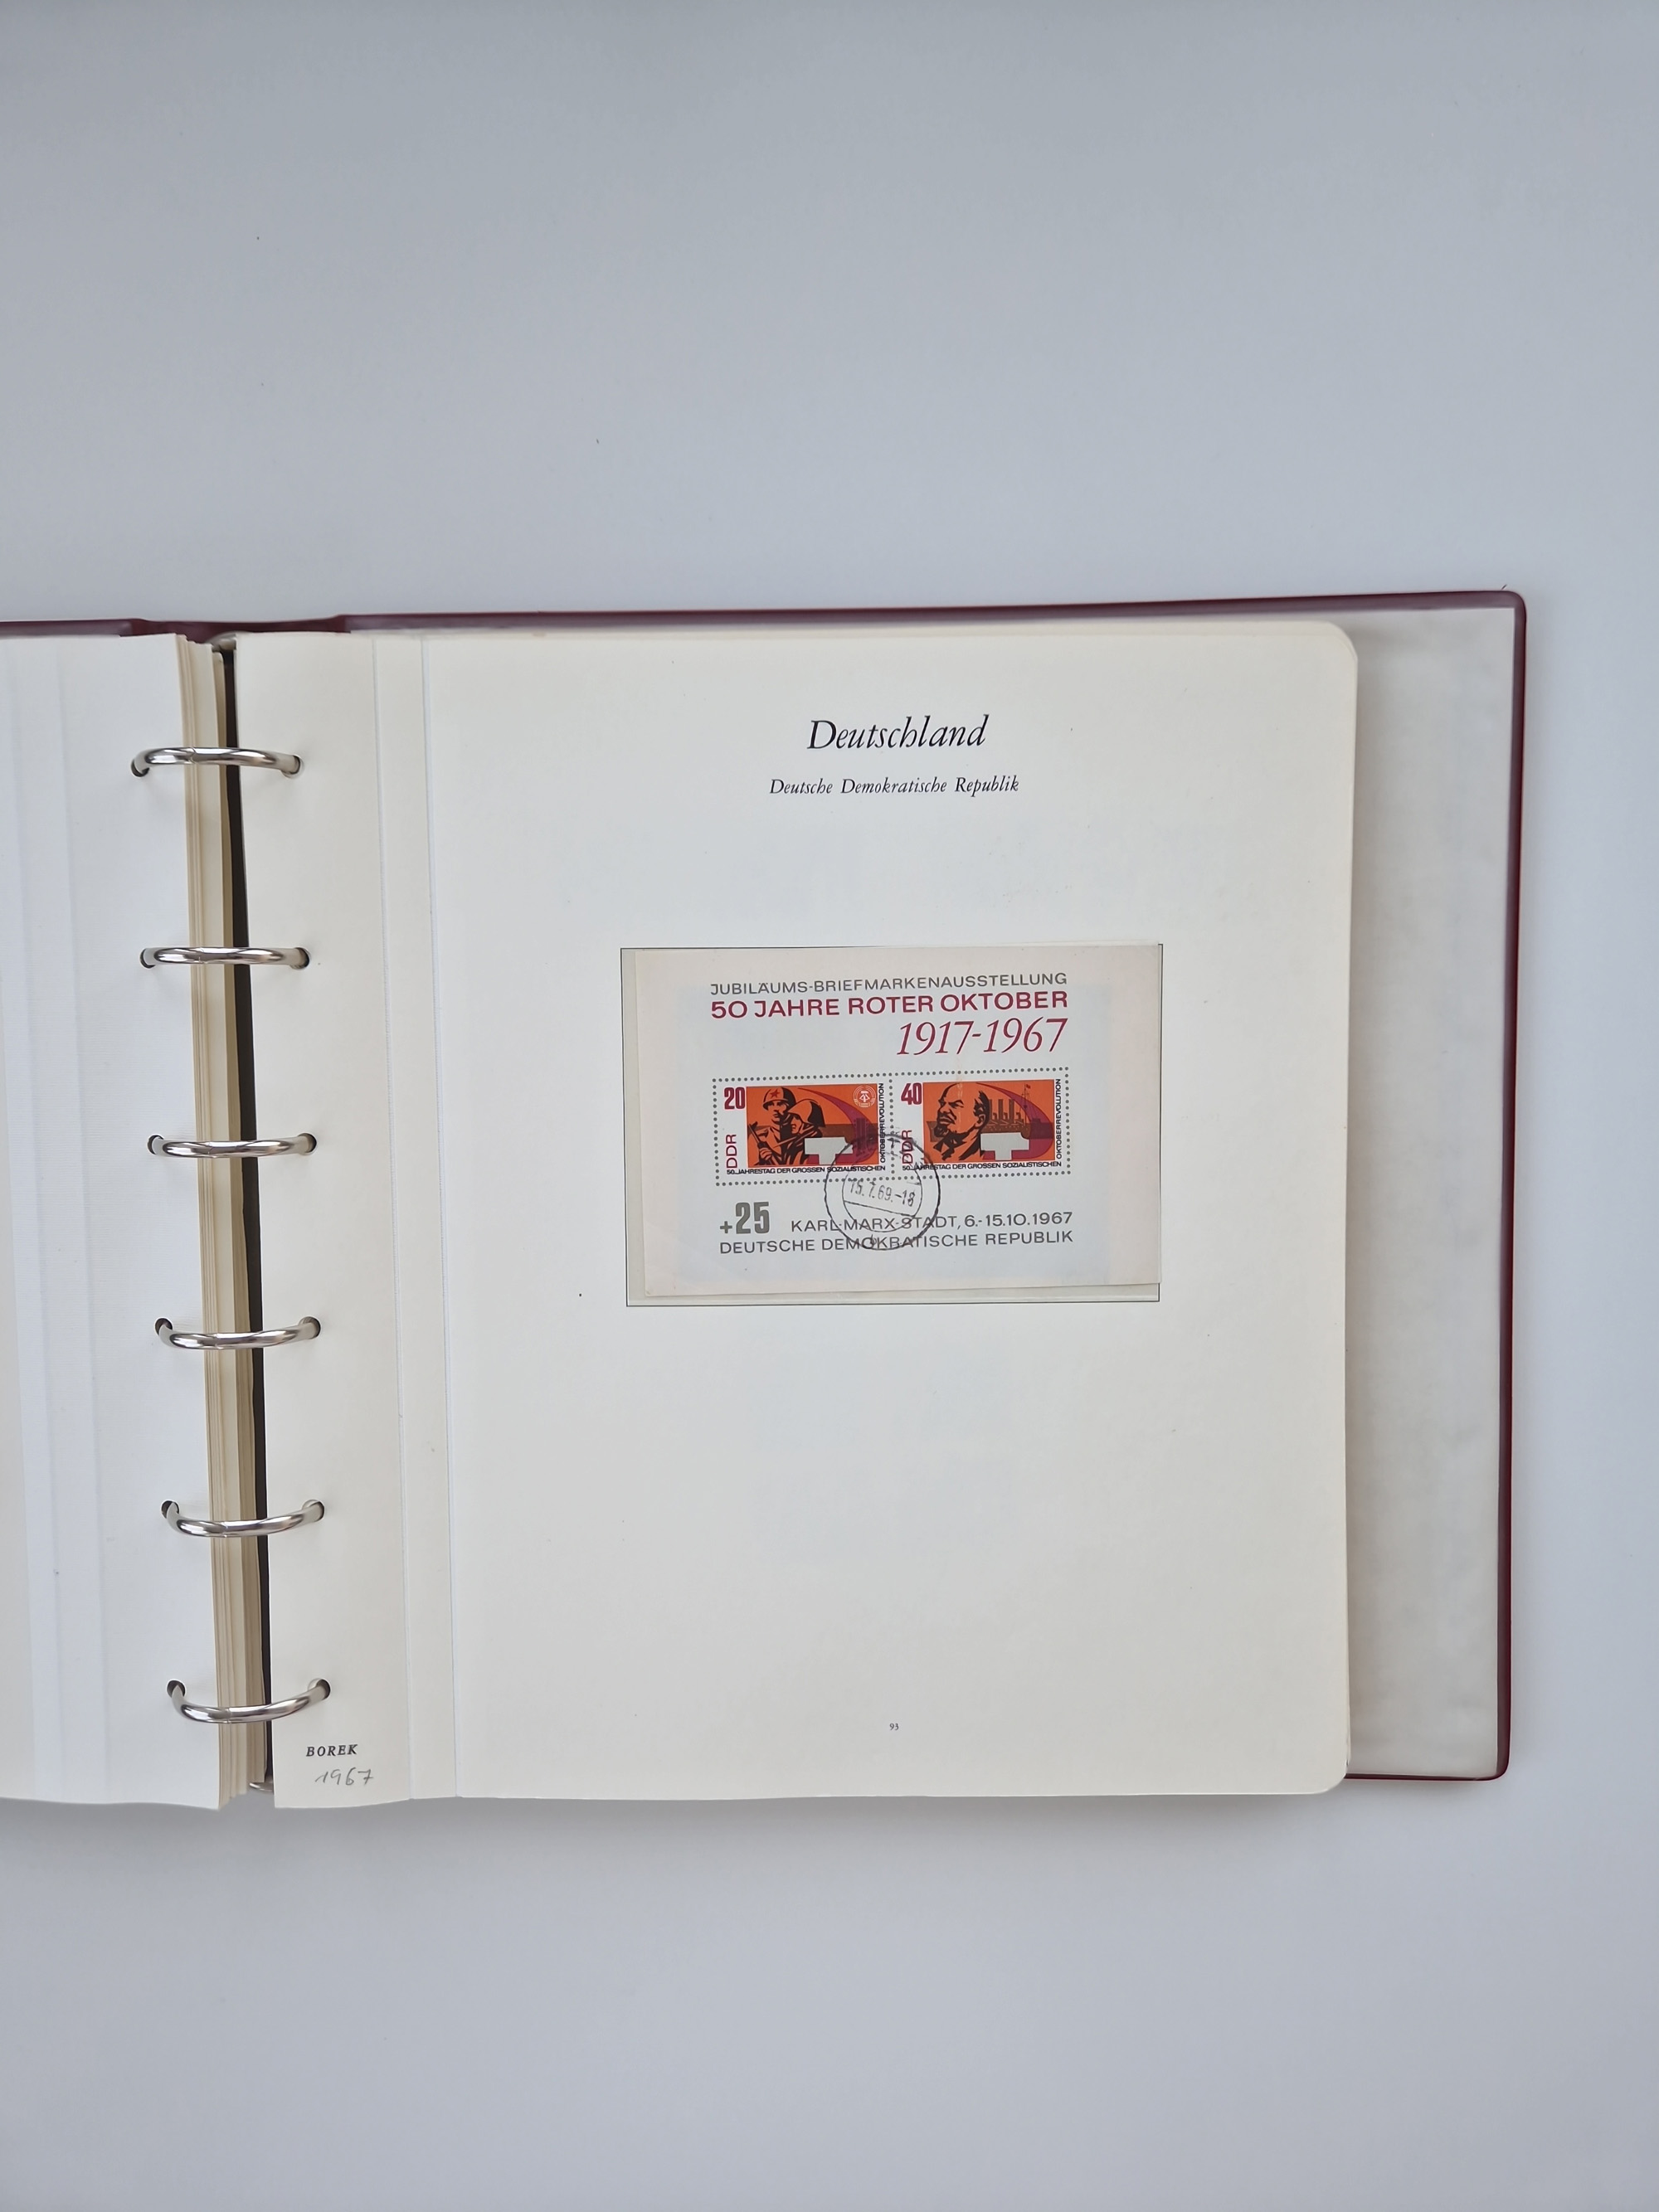 Deutschland
Deutsche Demokratische Republik
JUBILÄUMS-BRIEFMARKENAUSSTELLUNG
50 JAHRE ROTER OKTOBER
1917-1967
20
DDR
50. JAHRESTAG DER GROSSEN SOZIALISTISCHEN
OKTOBERREVOLUTION
40
DDR
50. JAHRESTAG DER GROSSEN SOZIALISTISCHEN
OKTOBERREVOLUTION
15.7.69.-18
+25 KARL-MARX-STADT, 6.-15.10.1967
DEUTSCHE DEMOKRATISCHE REPUBLIK
93
BOREK
1967